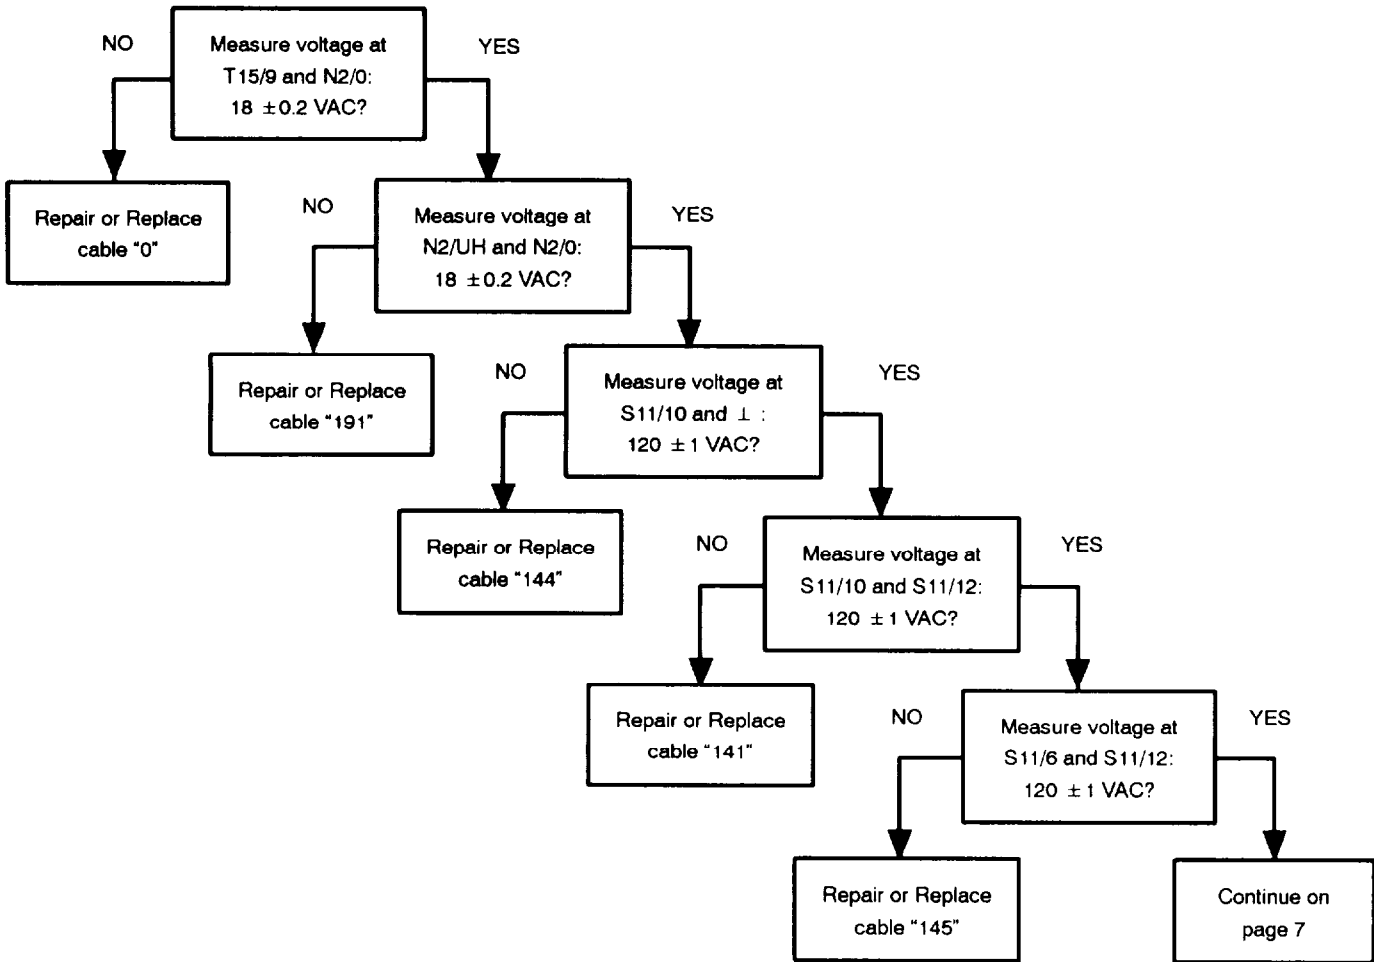 NO
Measure voltage at
T15/9 and N2/0:
18 ±0.2 VAC?
YES
Repair or Replace
cable "0"
NO
Measure voltage at
N2/UH and N2/0:
18 ±0.2 VAC?
YES
Repair or Replace
cable "191"
NO
Measure voltage at
S11/10 and ⊥ :
120 ±1 VAC?
YES
Repair or Replace
cable "144"
NO
Measure voltage at
S11/10 and S11/12:
120 ±1 VAC?
YES
Repair or Replace
cable "141"
NO
Measure voltage at
S11/6 and S11/12:
120 ±1 VAC?
YES
Repair or Replace
cable "145"
Continue on
page 7